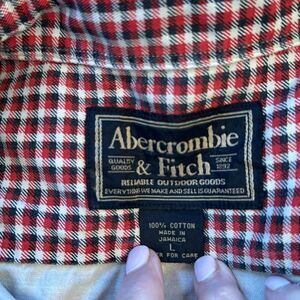 Abercrombie
QUALITY GOODS & Fitch SINCE 1892
RELIABLE OUTDOOR GOODS
EVERYTHING WE MAKE AND SELL IS GUARANTEED
100% COTTON
MADE IN
JAMAICA
L
FOR CARE